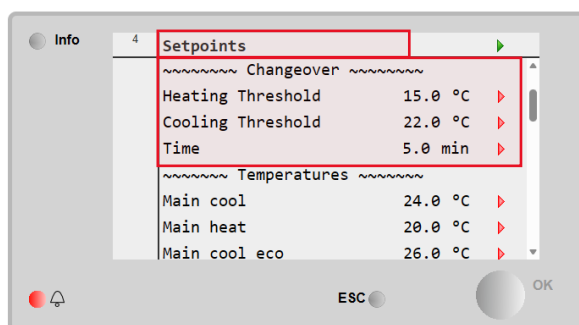 Info
4
Setpoints
~~~~~~~~ Changeover ~~~~~~~~
Heating Threshold 15.0 °C
Cooling Threshold 22.0 °C
Time 5.0 min
~~~~~~~ Temperatures ~~~~~~~
Main cool 24.0 °C
Main heat 20.0 °C
Main cool eco 26.0 °C
ESC
OK